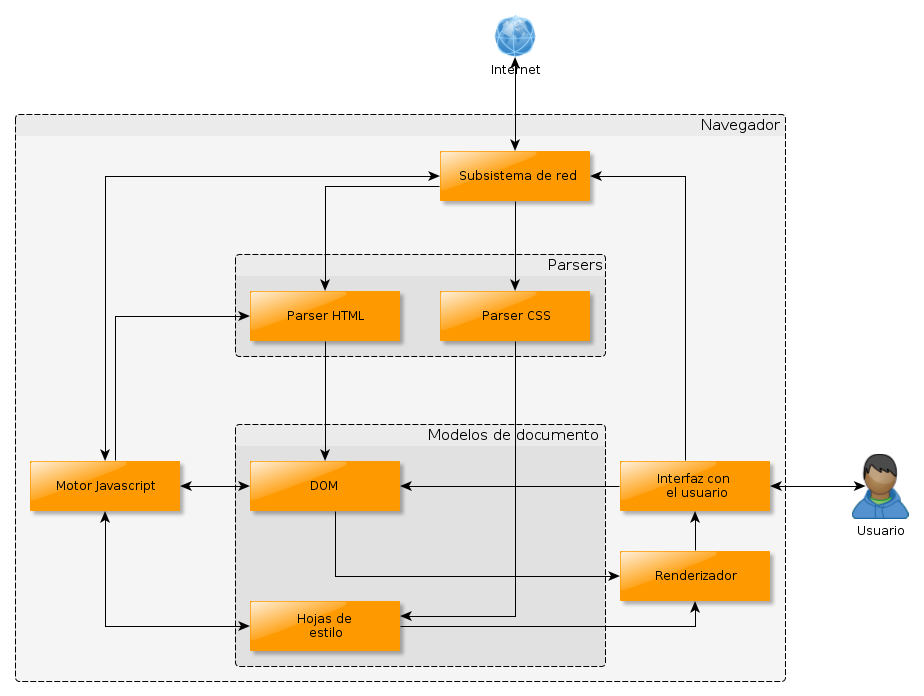 Internet
Navegador
Subsistema de red
Parsers
Parser HTML
Parser CSS
Modelos de documento
Motor Javascript
DOM
Interfaz con
el usuario
Usuario
Renderizador
Hojas de
estilo